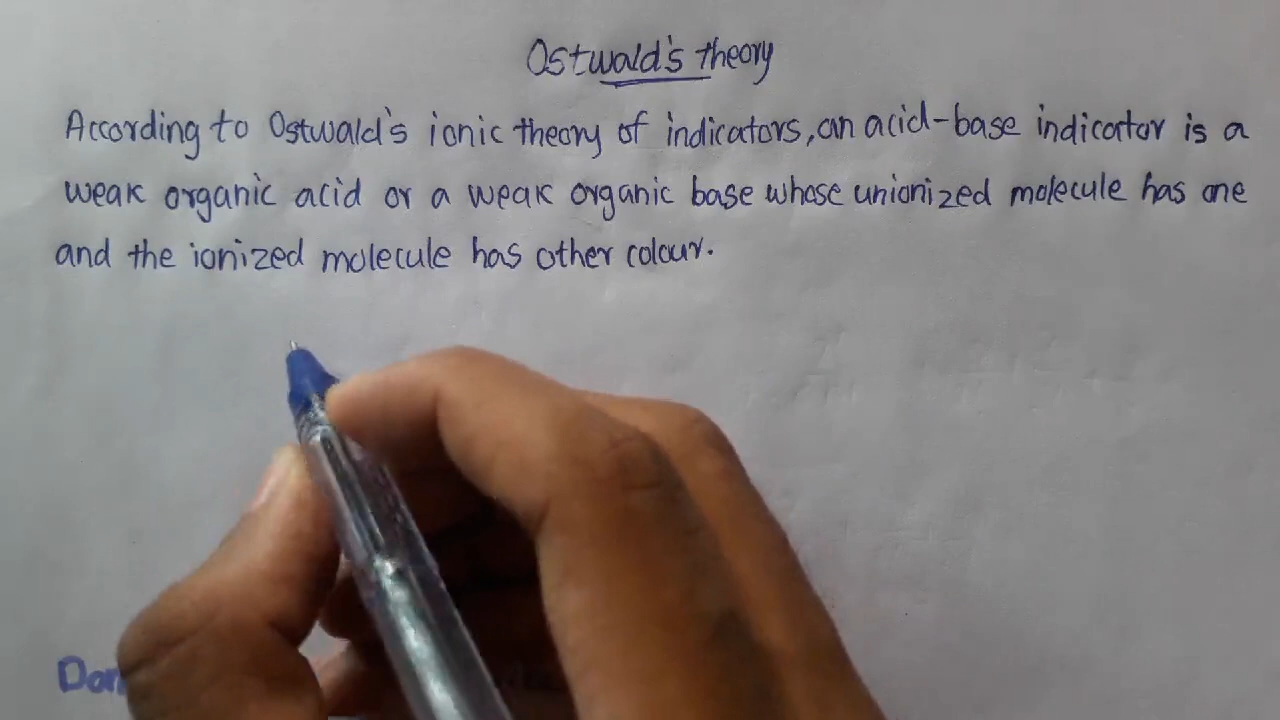 Ostwald's theory
According to Ostwald's ionic theory of indicators, an acid-base indicator is a
weak organic acid or a weak organic base whose unionized molecule has one
and the ionized molecule has other colour.